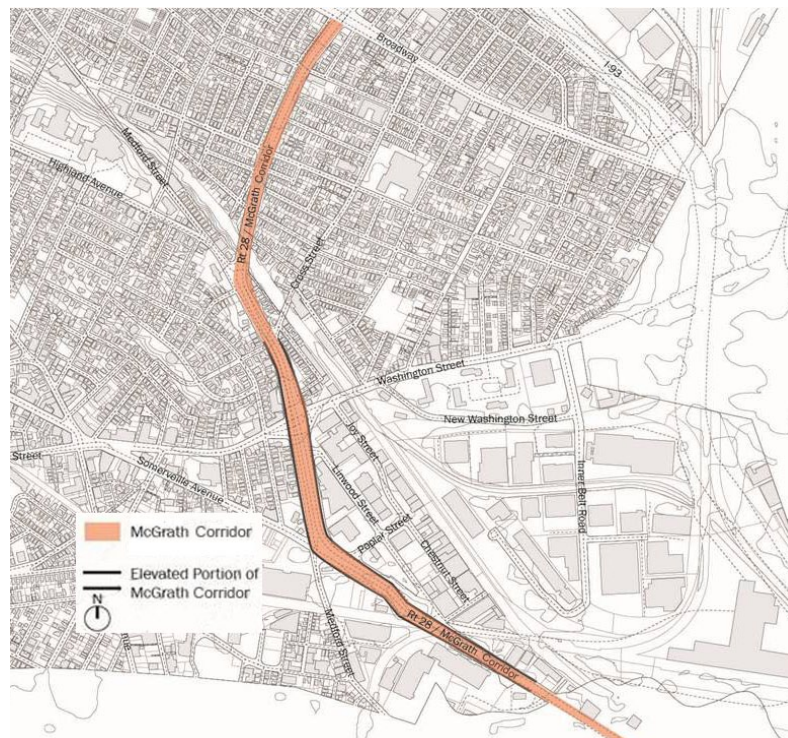 Broadway
I-93
Medford Street
Highland Avenue
Rt 28 / McGrath Corridor
Cross Street
Washington Street
New Washington Street
Joy Street
Street
Somerville Avenue
Linwood Street
Inner Belt Road
Poplar Street
McGrath Corridor
Chestnut Street
Elevated Portion of
McGrath Corridor
N
Medford Street
Rt 28 / McGrath Corridor